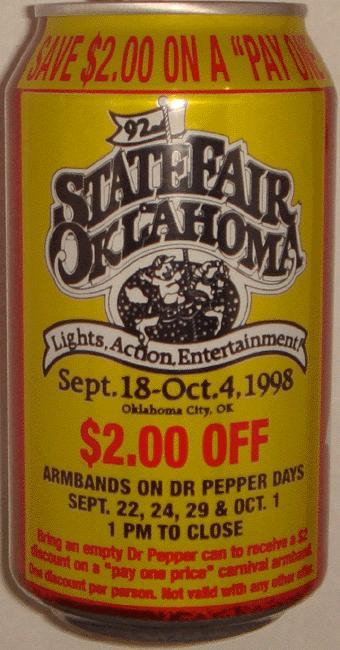 SAVE $2.00 ON A "PAY ONE
92nd
STATE FAIR
OKLAHOMA
Lights, Action, Entertainment!
Sept. 18-Oct. 4, 1998
Oklahoma City, OK
$2.00 OFF
ARMBANDS ON DR PEPPER DAYS
SEPT. 22, 24, 29 & OCT. 1
1 PM TO CLOSE
Bring an empty Dr Pepper can to receive a $2
discount on a "pay one price" carnival armband.
One discount per person. Not valid with any other offer.